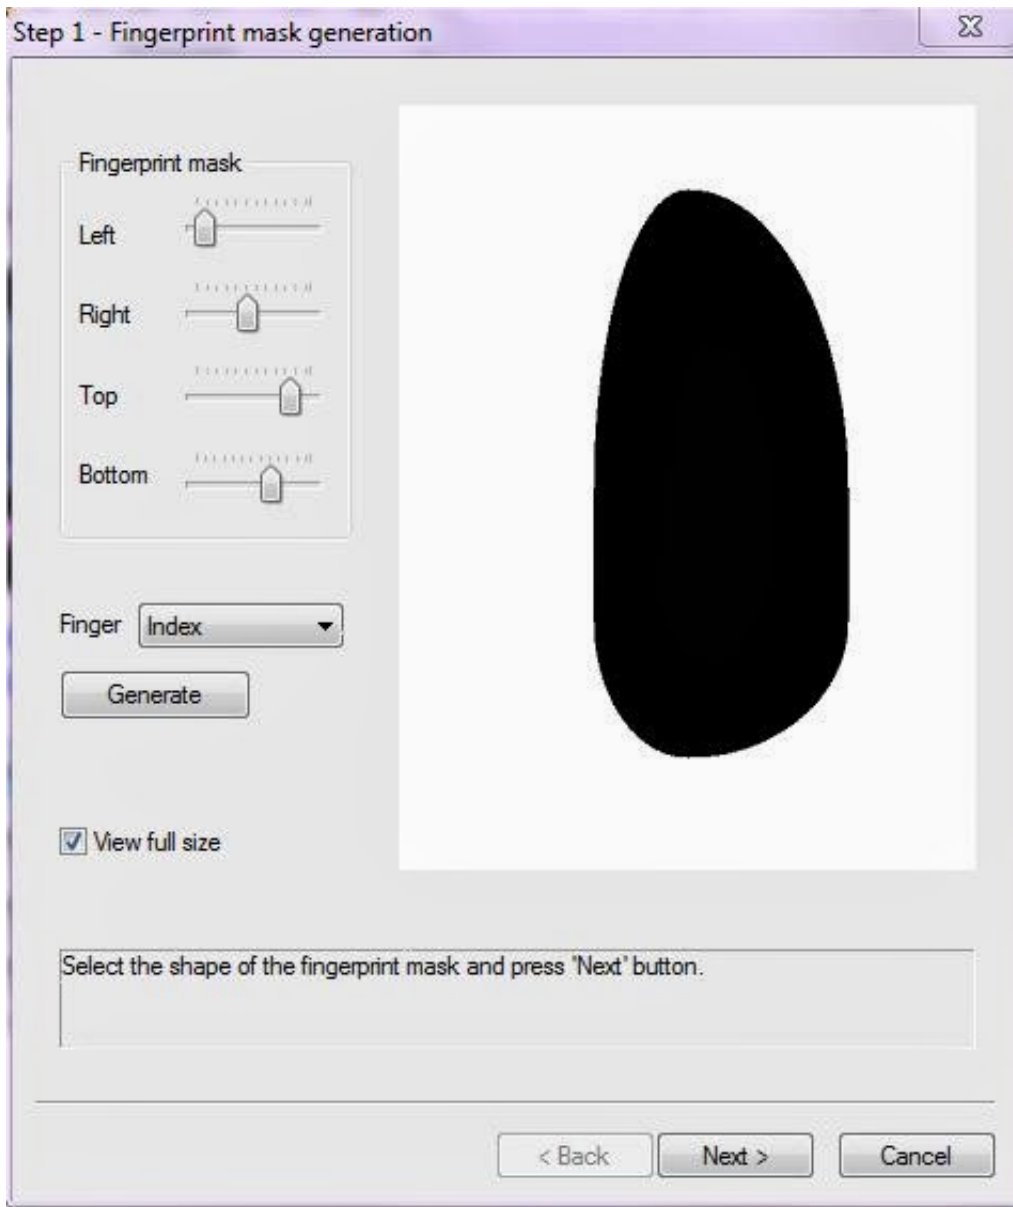 Step 1 - Fingerprint mask generation
Fingerprint mask
Left
Right
Top
Bottom
Finger Index
Generate
View full size
Select the shape of the fingerprint mask and press 'Next' button.
< Back Next > Cancel